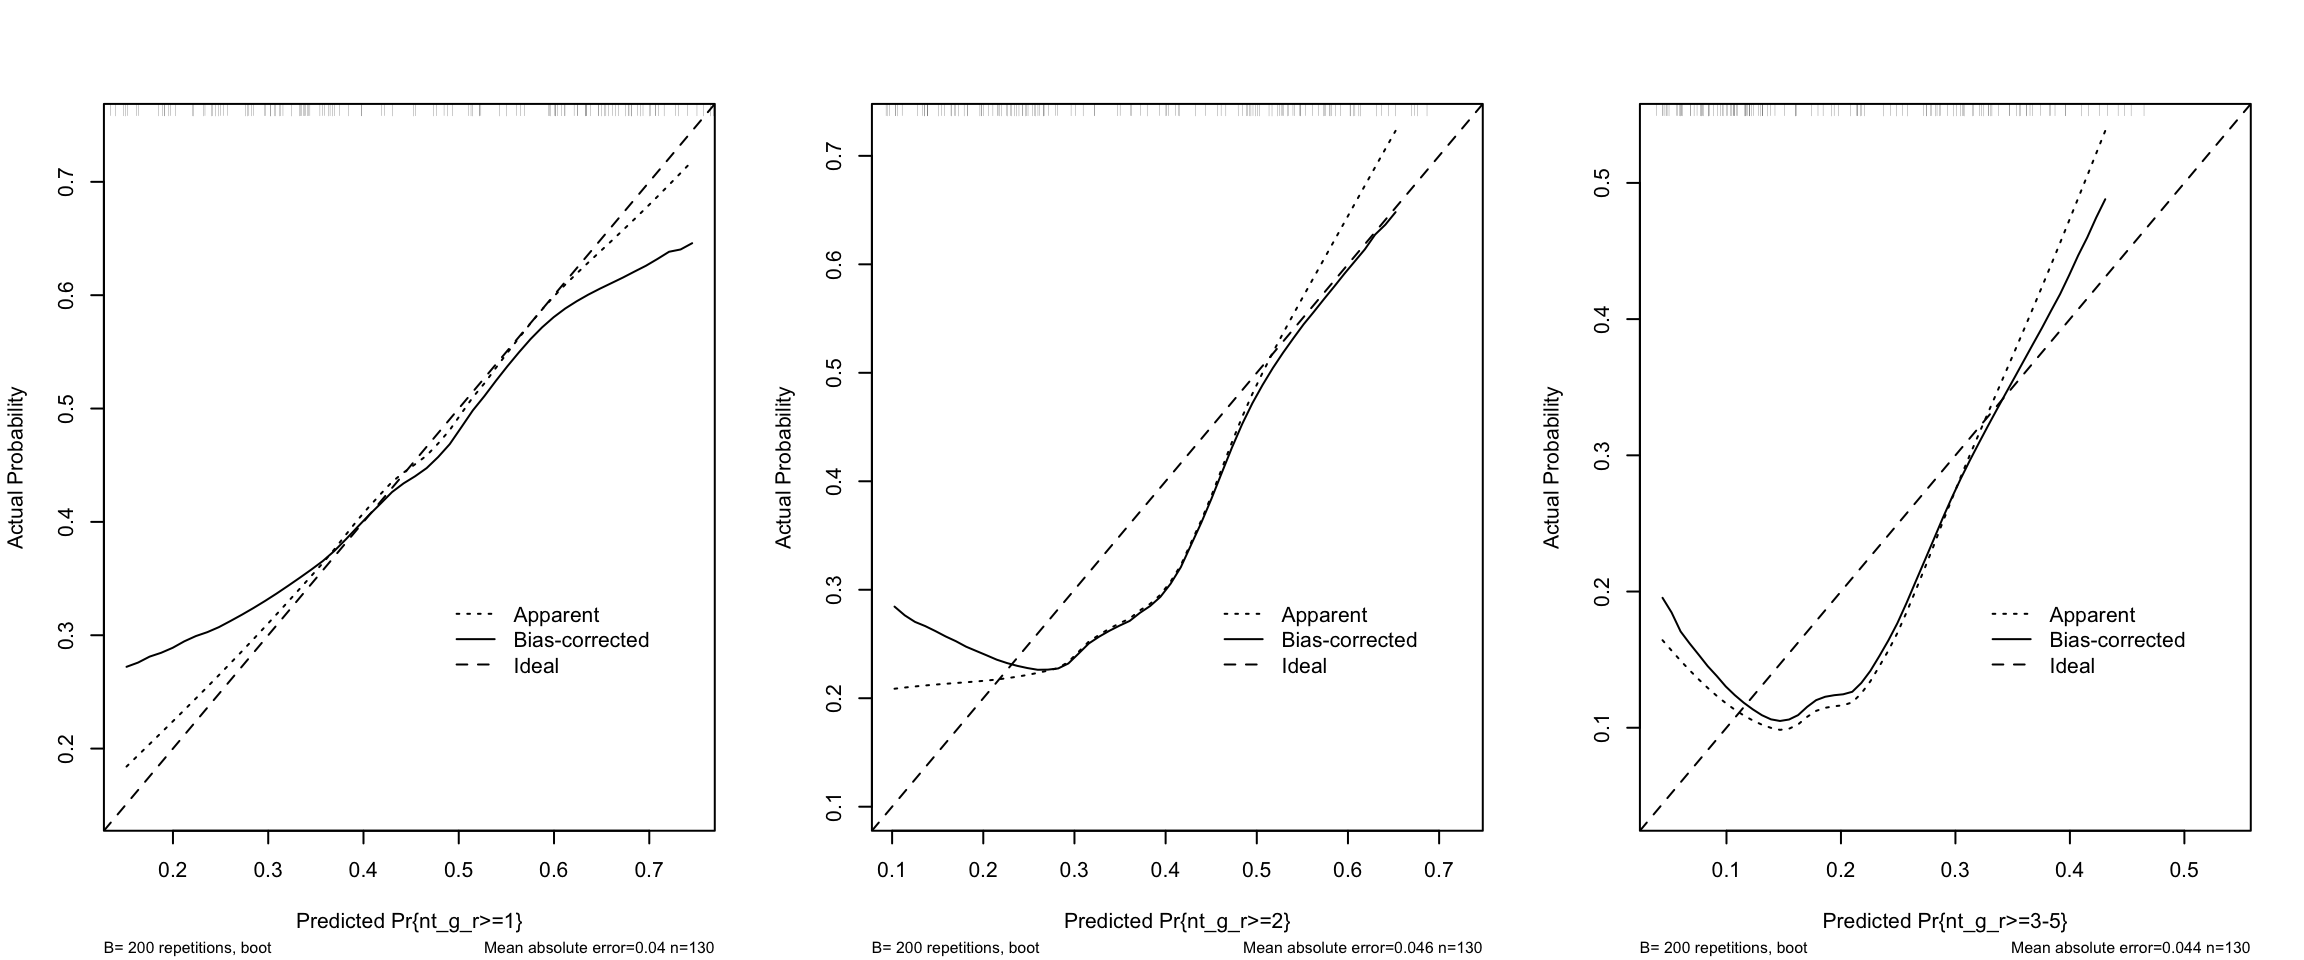 Actual Probability
0.7
0.6
0.5
0.4
0.3
0.2
Apparent
Bias-corrected
Ideal
0.2 0.3 0.4 0.5 0.6 0.7
Predicted Pr{nt_g_r>=1}
B= 200 repetitions, boot Mean absolute error=0.04 n=130
Actual Probability
0.7
0.6
0.5
0.4
0.3
0.2
0.1
Apparent
Bias-corrected
Ideal
0.1 0.2 0.3 0.4 0.5 0.6 0.7
Predicted Pr{nt_g_r>=2}
B= 200 repetitions, boot Mean absolute error=0.046 n=130
Actual Probability
0.5
0.4
0.3
0.2
0.1
Apparent
Bias-corrected
Ideal
0.1 0.2 0.3 0.4 0.5
Predicted Pr{nt_g_r>=3-5}
B= 200 repetitions, boot Mean absolute error=0.044 n=130